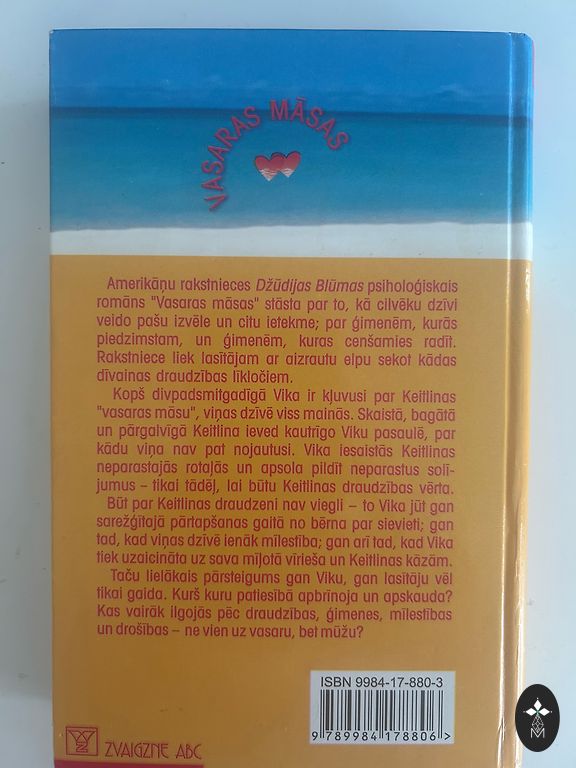 VASARAS MĀSAS
Amerikāņu rakstnieces Džūdijas Blūmas psiholoģiskais
romāns "Vasaras māsas" stāsta par to, kā cilvēku dzīvi
veido pašu izvēle un citu ietekme; par ģimenēm, kurās
piedzimstam, un ģimenēm, kuras cenšamies radīt.
Rakstniece liek lasītājam ar aizrautu elpu sekot kādas
dīvainas draudzības līkločiem.
Kopš divpadsmitgadīgā Vika ir kļuvusi par Keitlinas
"vasaras māsu", viņas dzīvē viss mainās. Skaistā, bagātā
un pārgalvīgā Keitlina ieved kautrīgo Viku pasaulē, par
kādu viņa nav pat nojautusi. Vika iesaistās Keitlinas
neparastajās rotaļās un apsola pildīt neparastus solī-
jumus – tikai tādēļ, lai būtu Keitlinas draudzības vērta.
Būt par Keitlinas draudzeni nav viegli – to Vika jūt gan
sarežģītajā pārtapšanas gaitā no bērna par sievieti; gan
tad, kad viņas dzīvē ienāk mīlestība; gan arī tad, kad Vika
tiek uzaicināta uz sava mīļotā vīrieša un Keitlinas kāzām.
Taču lielākais pārsteigums gan Viku, gan lasītāju vēl
tikai gaida. Kurš kuru patiesībā apbrīnoja un apskauda?
Kas vairāk ilgojās pēc draudzības, ģimenes, mīlestības
un drošības – ne vien uz vasaru, bet mūžu?
ISBN 9984-17-880-3
9 789984 178806 >
ZVAIGZNE ABC
M